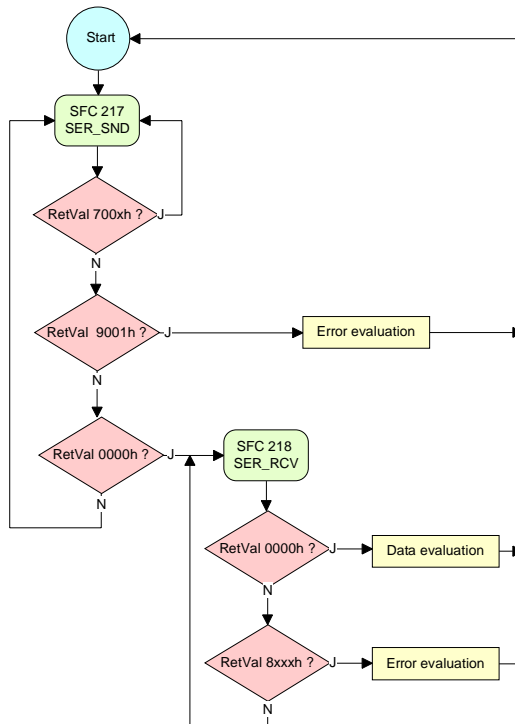 Start
SFC 217
SER_SND
RetVal 700xh ?
J
N
RetVal 9001h ?
J
Error evaluation
N
RetVal 0000h ?
J
N
SFC 218
SER_RCV
RetVal 0000h ?
J
Data evaluation
N
RetVal 8xxxh ?
J
Error evaluation
N